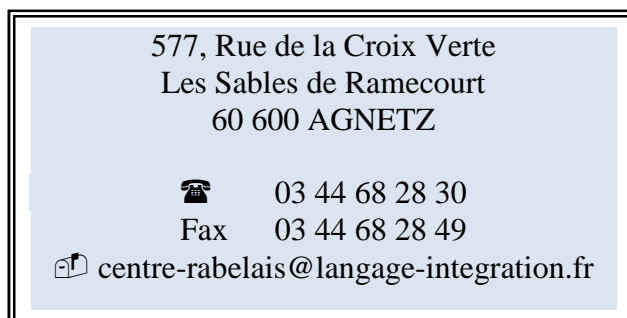 577, Rue de la Croix Verte
Les Sables de Ramecourt
60 600 AGNETZ
☎ 03 44 68 28 30
Fax 03 44 68 28 49
centre-rabelais@langage-integration.fr